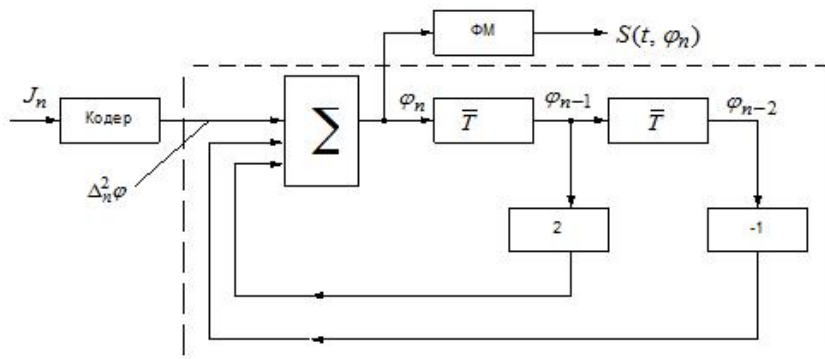 ФМ
S(t, φₙ)
Jₙ
Кодер
Σ
φₙ
T̅
φₙ₋₁
T̅
φₙ₋₂
Δ²ₙφ
2
-1